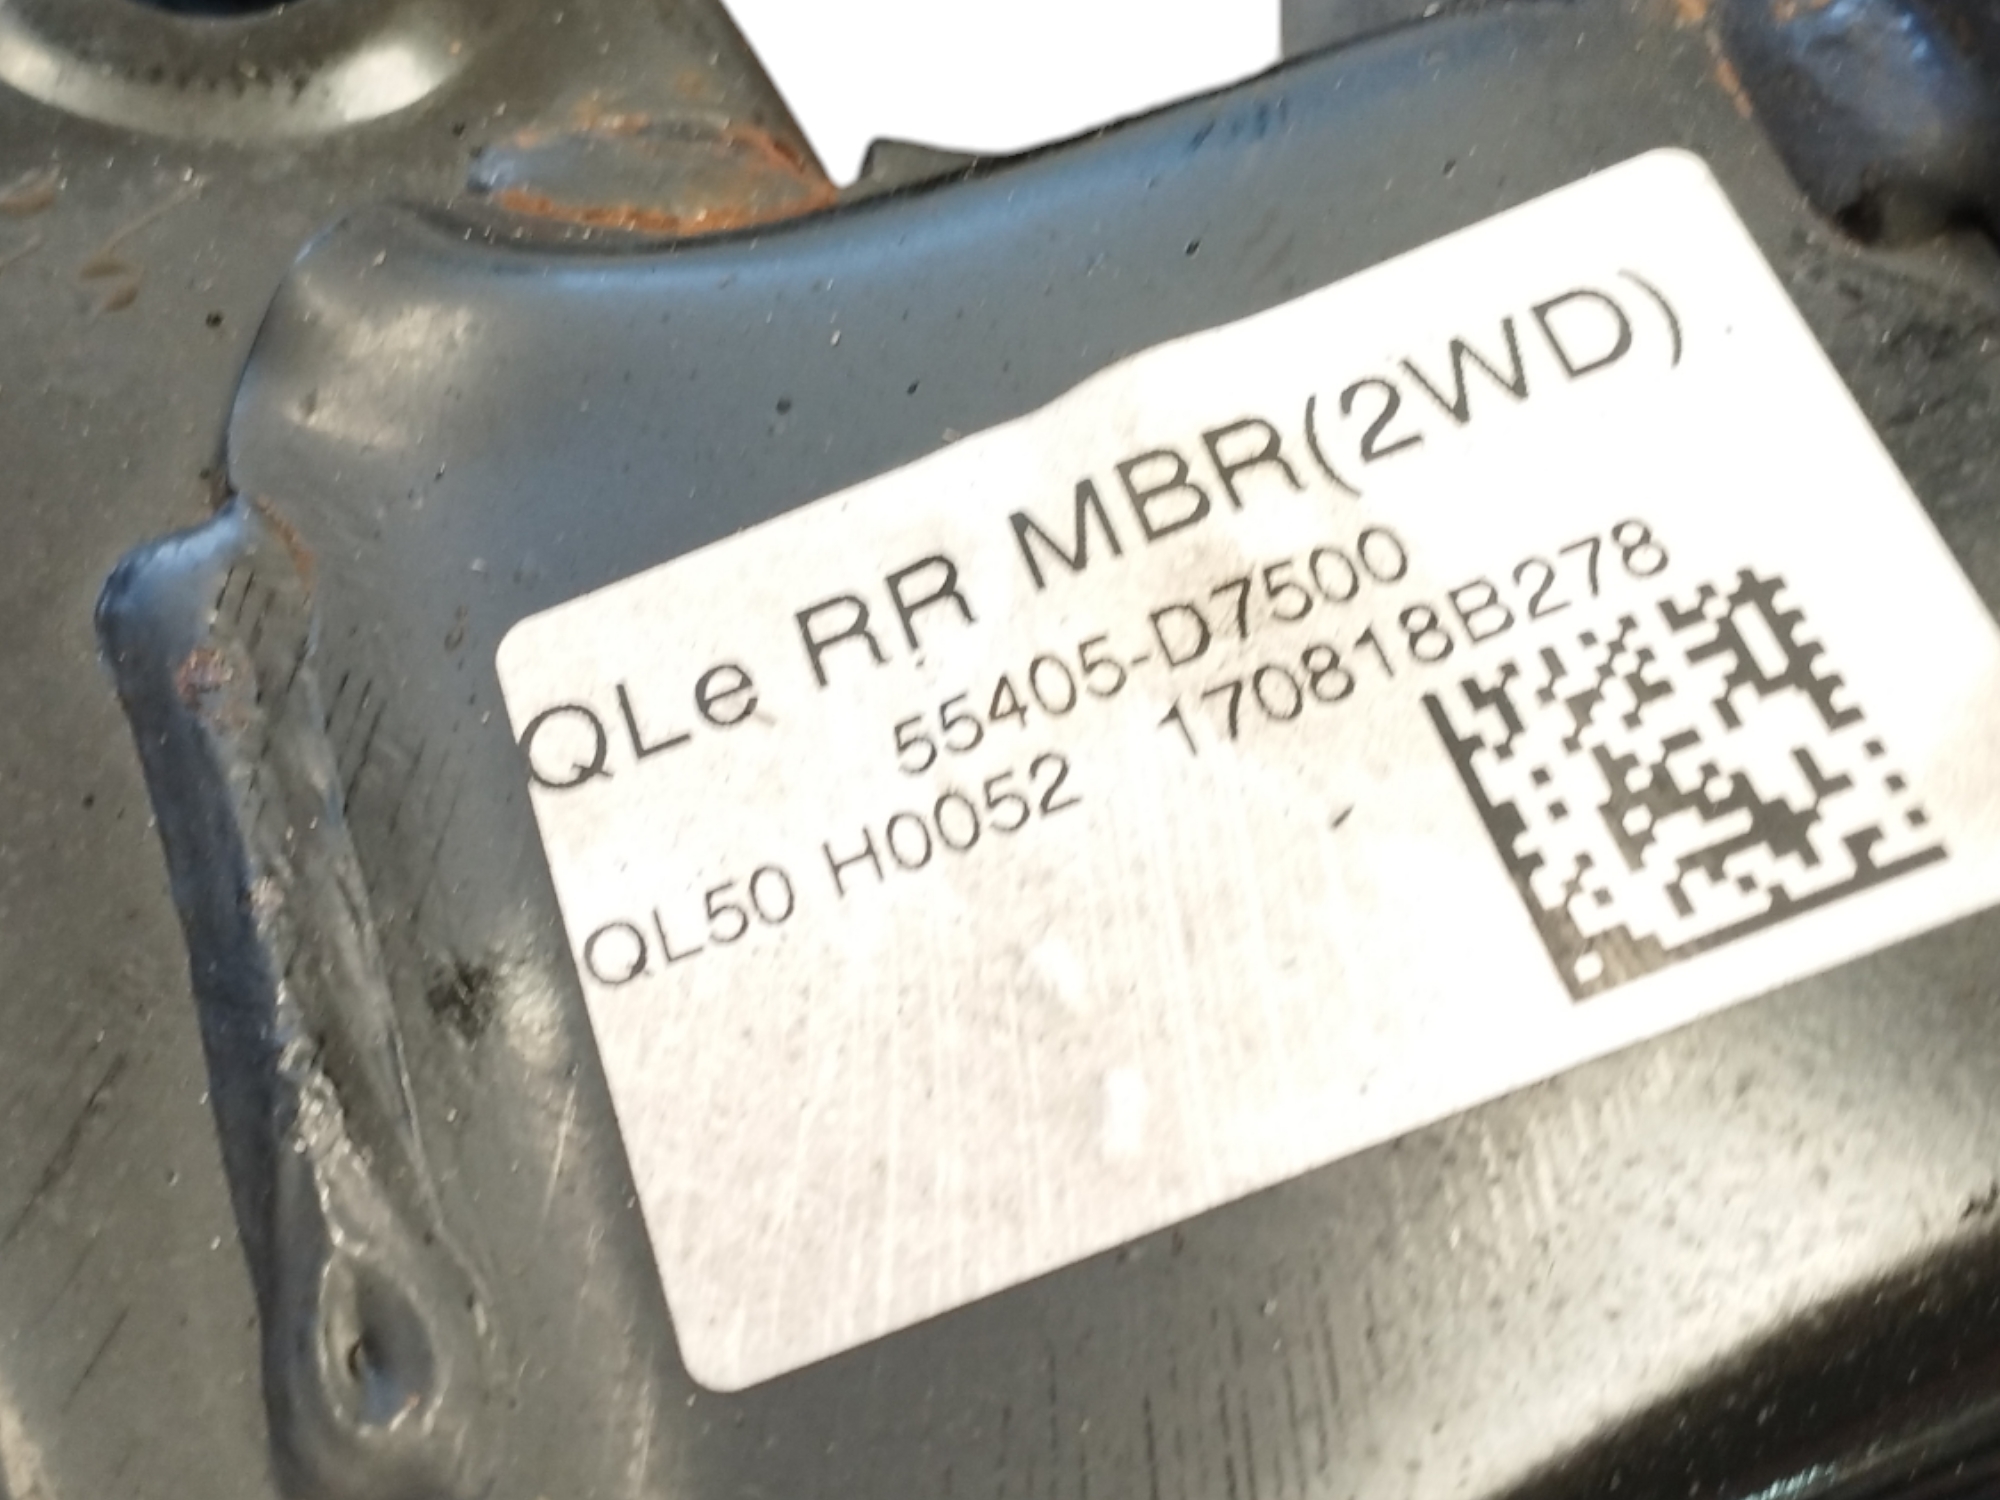 QLe RR MBR(2WD)
55405-D7500
QL50 H0052 170818B278